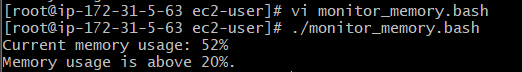 [root@ip-172-31-5-63 ec2-user]# vi monitor_memory.bash
[root@ip-172-31-5-63 ec2-user]# ./monitor_memory.bash
Current memory usage: 52%
Memory usage is above 20%.